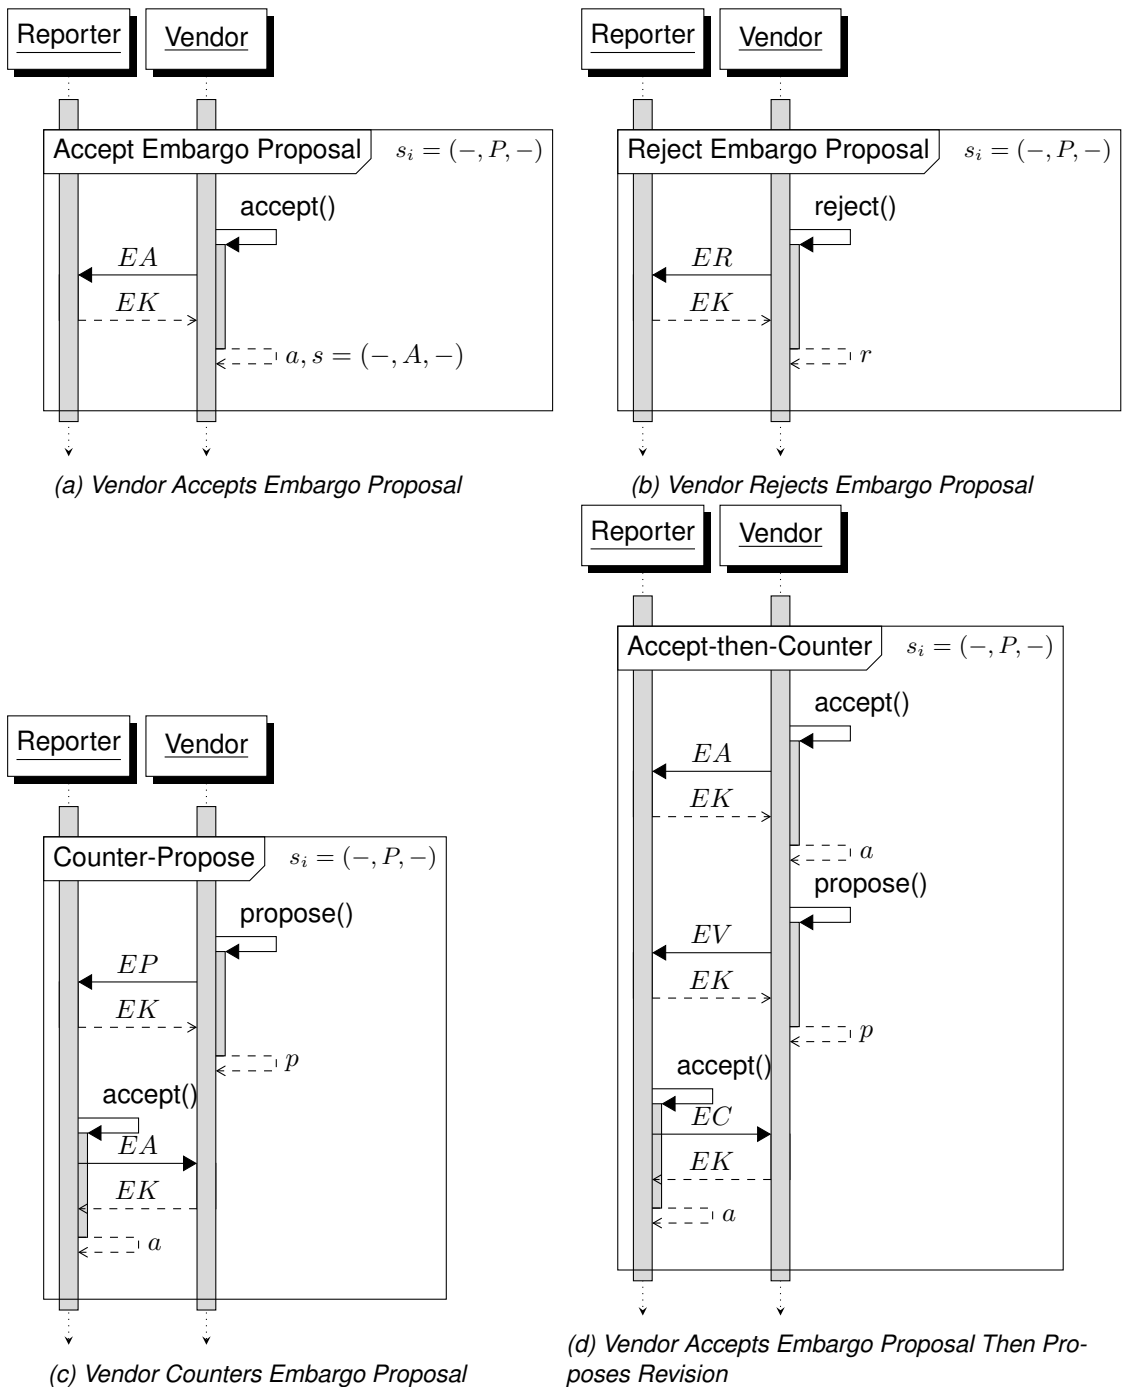 Reporter Vendor
Accept Embargo Proposal s_i = (−, P, −)
accept()
EA
EK
a, s = (−, A, −)
(a) Vendor Accepts Embargo Proposal
Reporter Vendor
Reject Embargo Proposal s_i = (−, P, −)
reject()
ER
EK
r
(b) Vendor Rejects Embargo Proposal
Reporter Vendor
Counter-Propose s_i = (−, P, −)
propose()
EP
EK
p
accept()
EA
EK
a
(c) Vendor Counters Embargo Proposal
Reporter Vendor
Accept-then-Counter s_i = (−, P, −)
accept()
EA
EK
a
propose()
EV
EK
p
accept()
EC
EK
a
(d) Vendor Accepts Embargo Proposal Then Pro-
poses Revision